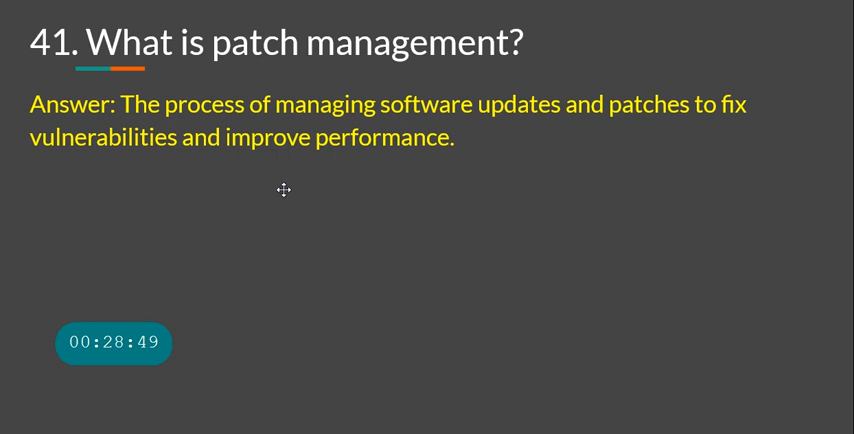 41. What is patch management?
Answer: The process of managing software updates and patches to fix
vulnerabilities and improve performance.
00:28:49